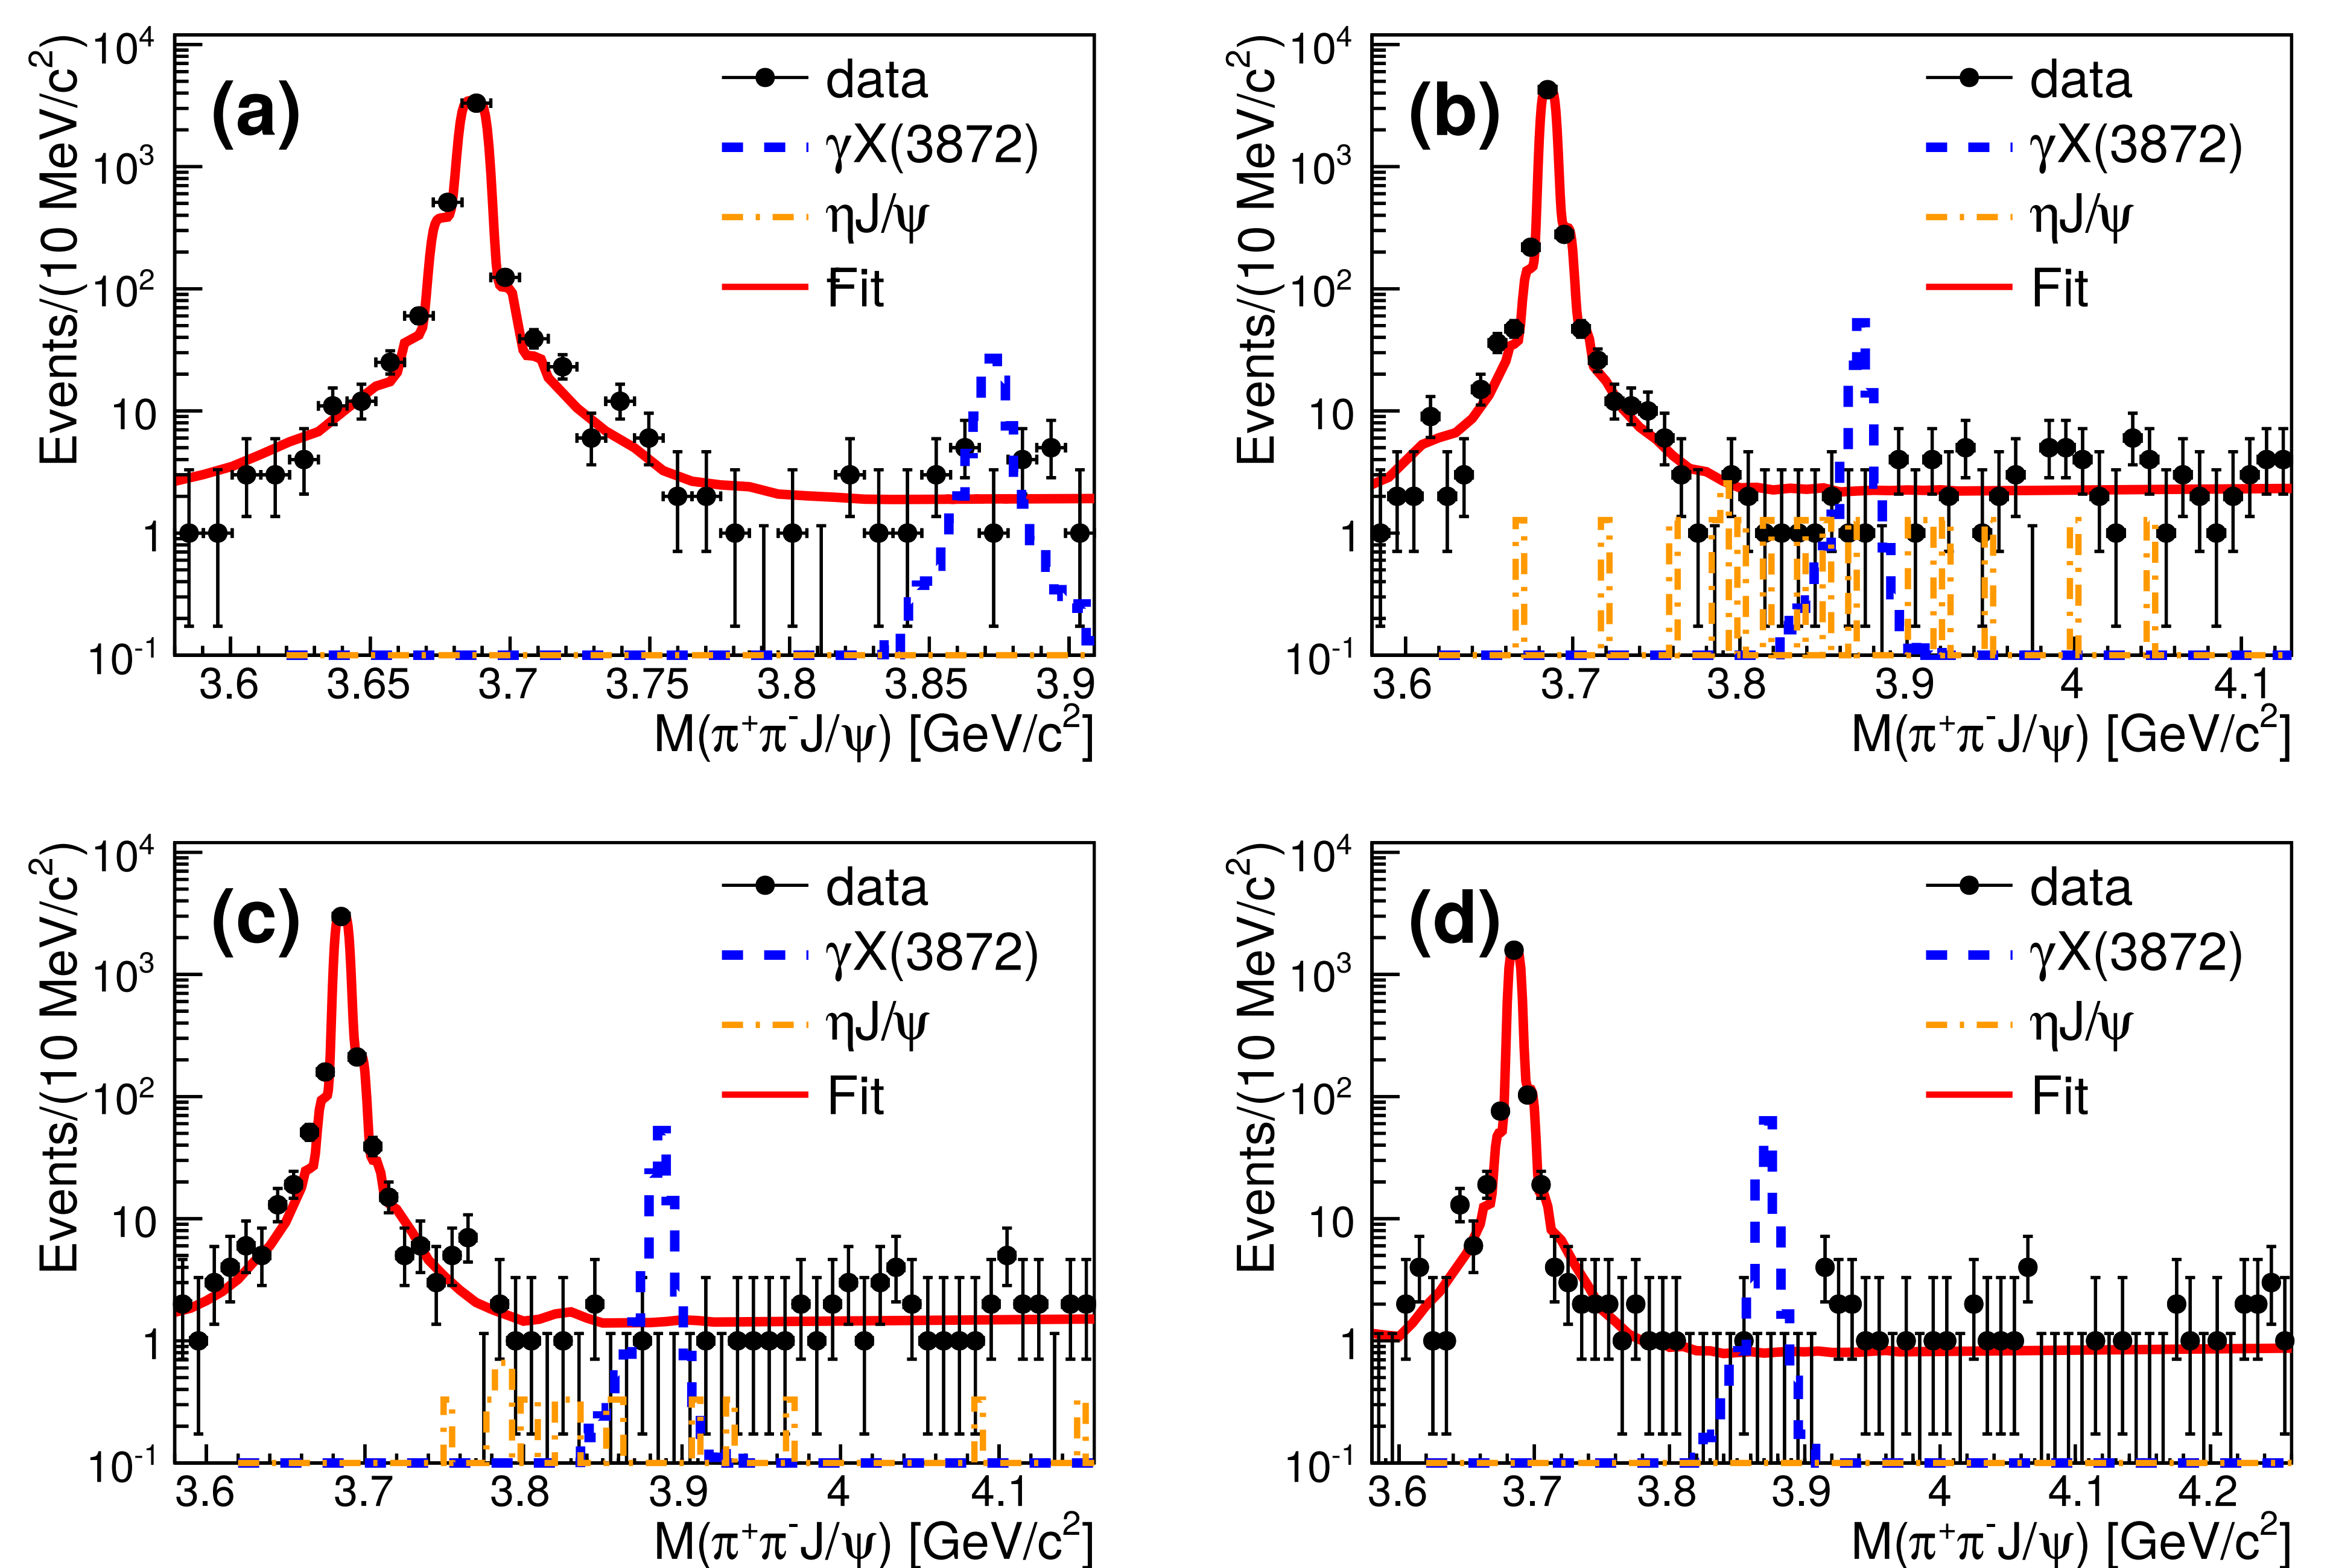 Events/(10 MeV/c²)
10⁴
10³
10²
10
1
10⁻¹
(a)
data
γX(3872)
ηJ/ψ
Fit
3.6 3.65 3.7 3.75 3.8 3.85 3.9
M(π⁺π⁻J/ψ) [GeV/c²]
Events/(10 MeV/c²)
10⁴
10³
10²
10
1
10⁻¹
(b)
data
γX(3872)
ηJ/ψ
Fit
3.6 3.7 3.8 3.9 4 4.1
M(π⁺π⁻J/ψ) [GeV/c²]
Events/(10 MeV/c²)
10⁴
10³
10²
10
1
10⁻¹
(c)
data
γX(3872)
ηJ/ψ
Fit
3.6 3.7 3.8 3.9 4 4.1
M(π⁺π⁻J/ψ) [GeV/c²]
Events/(10 MeV/c²)
10⁴
10³
10²
10
1
10⁻¹
(d)
data
γX(3872)
ηJ/ψ
Fit
3.6 3.7 3.8 3.9 4 4.1 4.2
M(π⁺π⁻J/ψ) [GeV/c²]